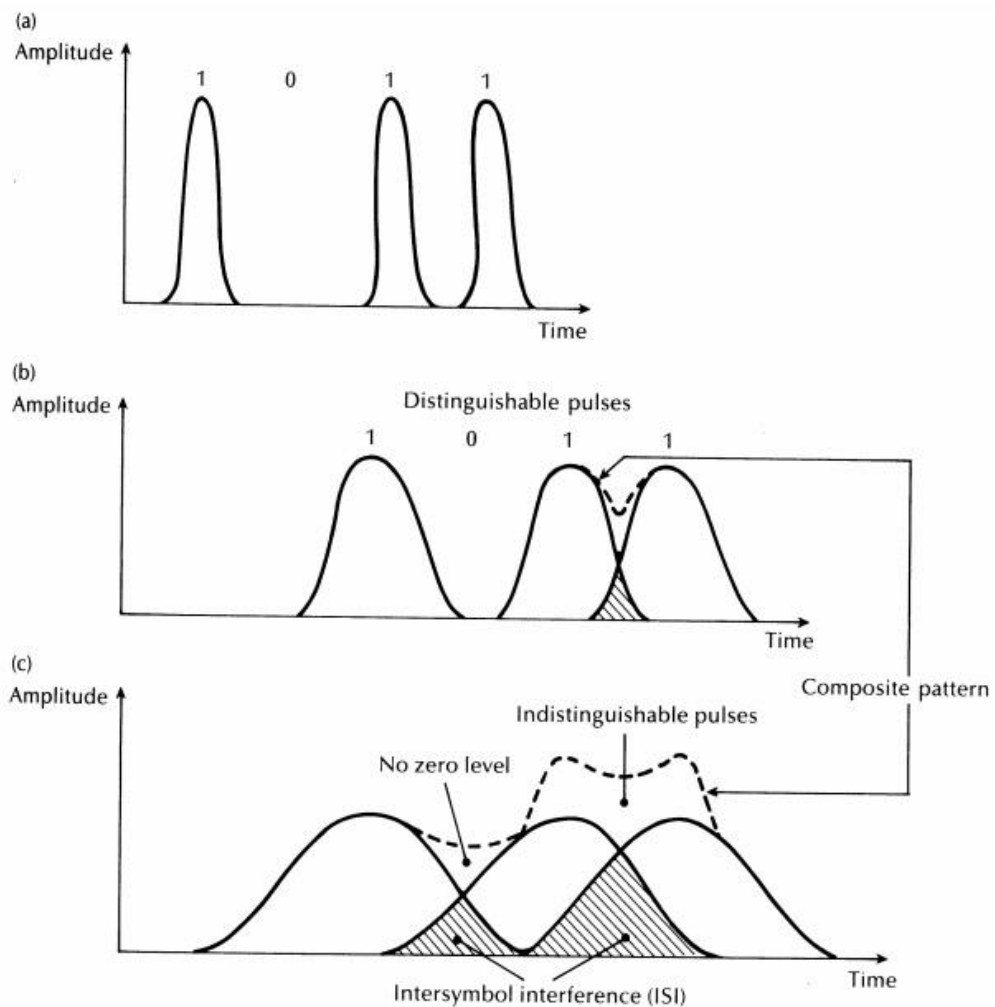 (a)
Amplitude
1 0 1 1
Time
(b)
Amplitude
Distinguishable pulses
1 0 1 1
Time
(c)
Amplitude
Composite pattern
Indistinguishable pulses
No zero level
Time
Intersymbol interference (ISI)